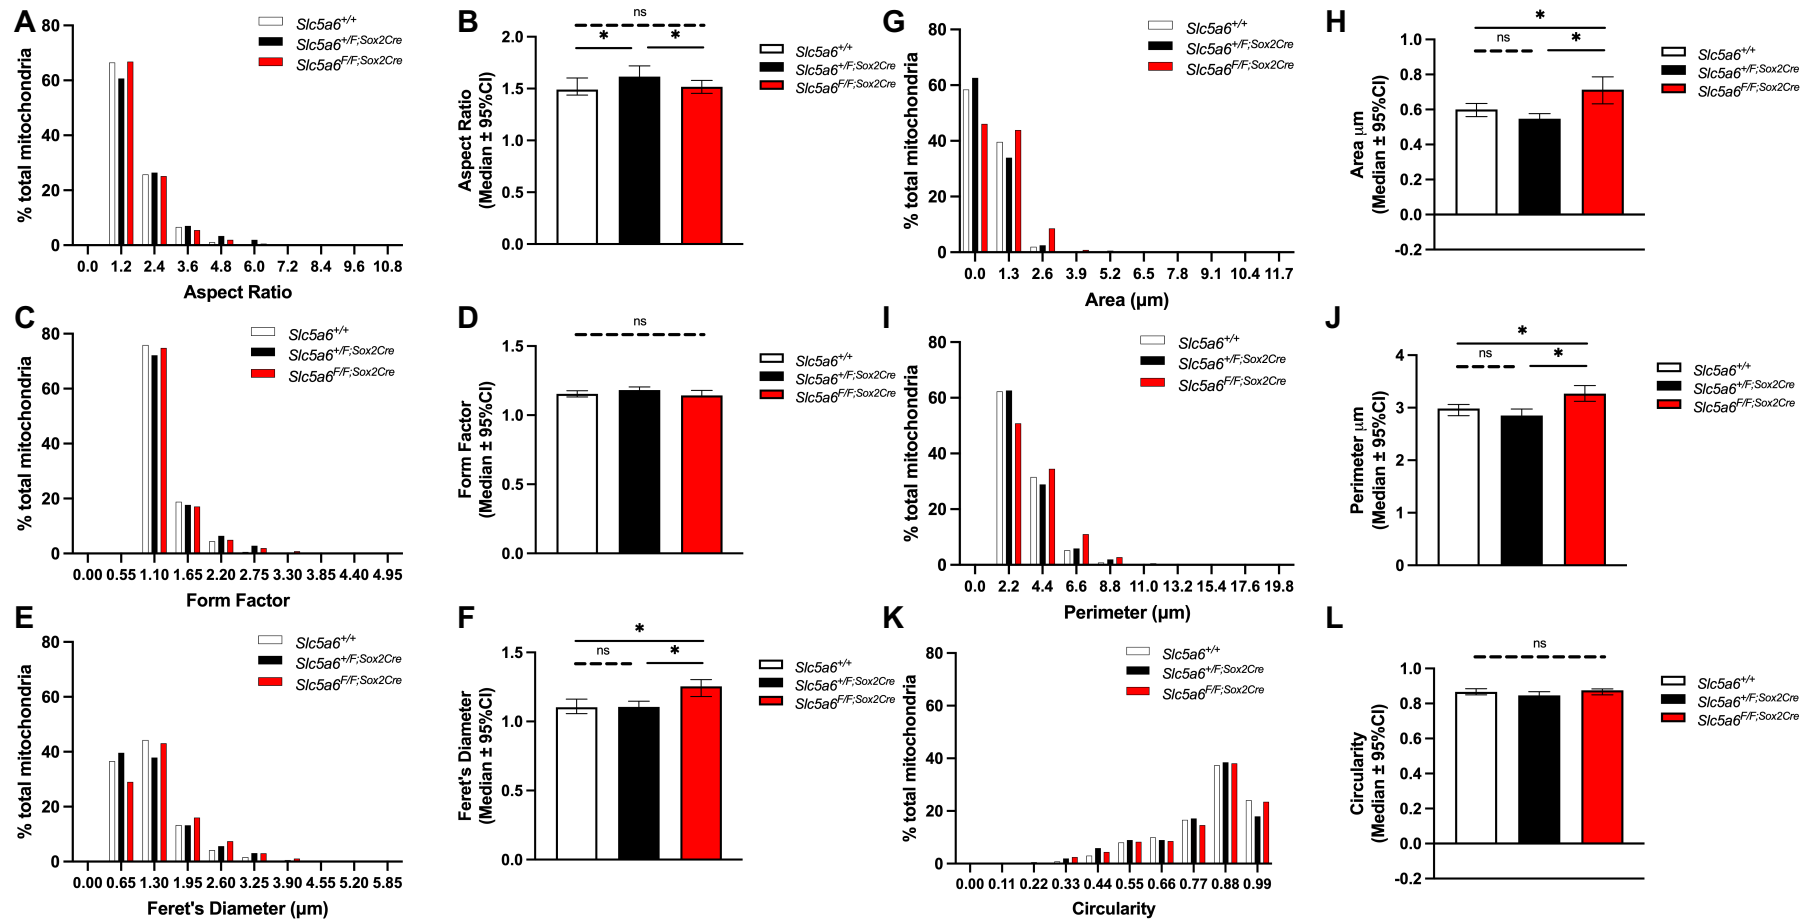 A
80
60
40
20
0
% total mitochondria
0.0 1.2 2.4 3.6 4.8 6.0 7.2 8.4 9.6 10.8
Aspect Ratio
Slc5a6+/+
Slc5a6+/F;Sox2Cre
Slc5a6F/F;Sox2Cre
B
ns
* *
2.0
1.5
1.0
0.5
0.0
Aspect Ratio
(Median ± 95%CI)
Slc5a6+/+
Slc5a6+/F;Sox2Cre
Slc5a6F/F;Sox2Cre
C
80
60
40
20
0
% total mitochondria
0.00 0.55 1.10 1.65 2.20 2.75 3.30 3.85 4.40 4.95
Form Factor
Slc5a6+/+
Slc5a6+/F;Sox2Cre
Slc5a6F/F;Sox2Cre
D
ns
1.5
1.0
0.5
0.0
Form Factor
(Median ± 95%CI)
Slc5a6+/+
Slc5a6+/F;Sox2Cre
Slc5a6F/F;Sox2Cre
E
80
60
40
20
0
% total mitochondria
0.00 0.65 1.30 1.95 2.60 3.25 3.90 4.55 5.20 5.85
Feret's Diameter (µm)
Slc5a6+/+
Slc5a6+/F;Sox2Cre
Slc5a6F/F;Sox2Cre
F
*
ns *
1.5
1.0
0.5
0.0
Feret's Diameter
(Median ± 95%CI)
Slc5a6+/+
Slc5a6+/F;Sox2Cre
Slc5a6F/F;Sox2Cre
G
80
60
40
20
0
% total mitochondria
0.0 1.3 2.6 3.9 5.2 6.5 7.8 9.1 10.4 11.7
Area (µm)
Slc5a6+/+
Slc5a6+/F;Sox2Cre
Slc5a6F/F;Sox2Cre
H
*
ns *
1.0
0.8
0.6
0.4
0.2
0.0
-0.2
Area µm
(Median ± 95%CI)
Slc5a6+/+
Slc5a6+/F;Sox2Cre
Slc5a6F/F;Sox2Cre
I
80
60
40
20
0
% total mitochondria
0.0 2.2 4.4 6.6 8.8 11.0 13.2 15.4 17.6 19.8
Perimeter (µm)
Slc5a6+/+
Slc5a6+/F;Sox2Cre
Slc5a6F/F;Sox2Cre
J
*
ns *
4
3
2
1
0
Perimeter µm
(Median ± 95%CI)
Slc5a6+/+
Slc5a6+/F;Sox2Cre
Slc5a6F/F;Sox2Cre
K
80
60
40
20
0
% total mitochondria
0.00 0.11 0.22 0.33 0.44 0.55 0.66 0.77 0.88 0.99
Circularity
Slc5a6+/+
Slc5a6+/F;Sox2Cre
Slc5a6F/F;Sox2Cre
L
ns
1.0
0.8
0.6
0.4
0.2
0.0
-0.2
Circularity
(Median ± 95%CI)
Slc5a6+/+
Slc5a6+/F;Sox2Cre
Slc5a6F/F;Sox2Cre